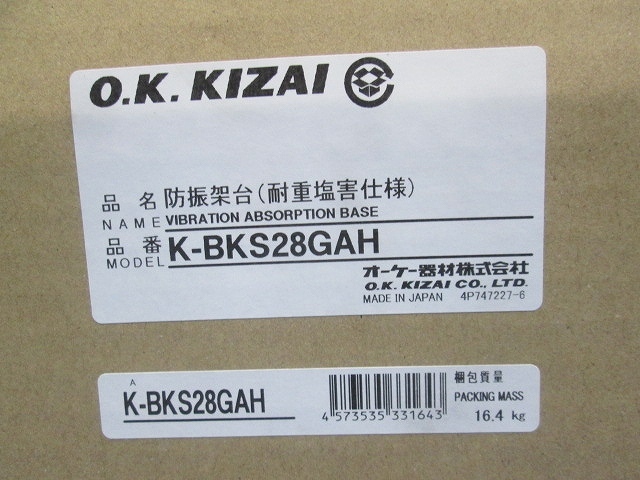 O.K. KIZAI
品 名 防振架台(耐重塩害仕様)
NAME VIBRATION ABSORPTION BASE
品 番 K-BKS28GAH
MODEL
オーケー器材株式会社
O.K. KIZAI CO., LTD.
MADE IN JAPAN 4P747227-6
A
K-BKS28GAH
4 573535 331643
梱包質量
PACKING MASS
16.4 kg